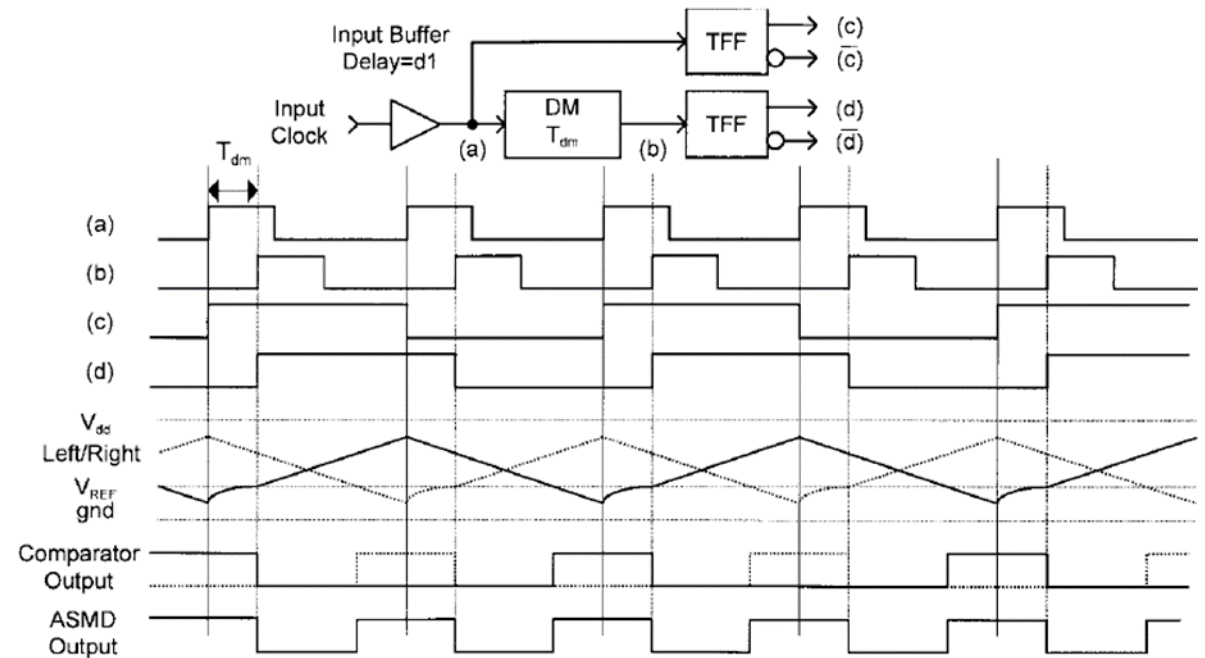 Input Buffer
Delay=d1
TFF
(c)
(c̅)
Input
Clock
DM
T_dm
TFF
(d)
(d̅)
(a)
(b)
T_dm
(a)
(b)
(c)
(d)
V_dd
Left/Right
V_REF
gnd
Comparator
Output
ASMD
Output